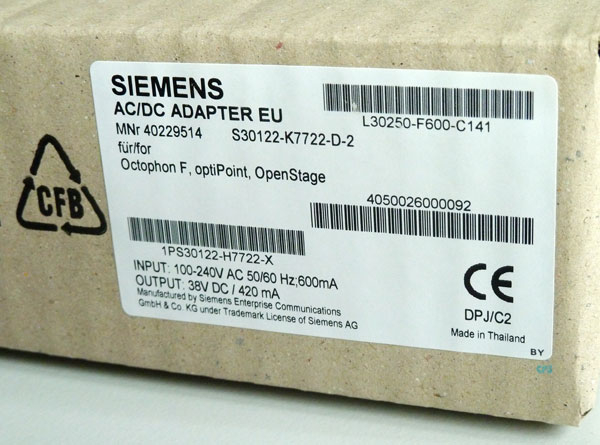 SIEMENS
AC/DC ADAPTER EU
MNr 40229514 S30122-K7722-D-2
für/for
Octophon F, optiPoint, OpenStage
L30250-F600-C141
4050026000092
1PS30122-H7722-X
INPUT: 100-240V AC 50/60 Hz;600mA
OUTPUT: 38V DC / 420 mA
Manufactured by Siemens Enterprise Communications
GmbH & Co. KG under Trademark License of Siemens AG
CE
DPJ/C2
Made in Thailand
BY
CFB